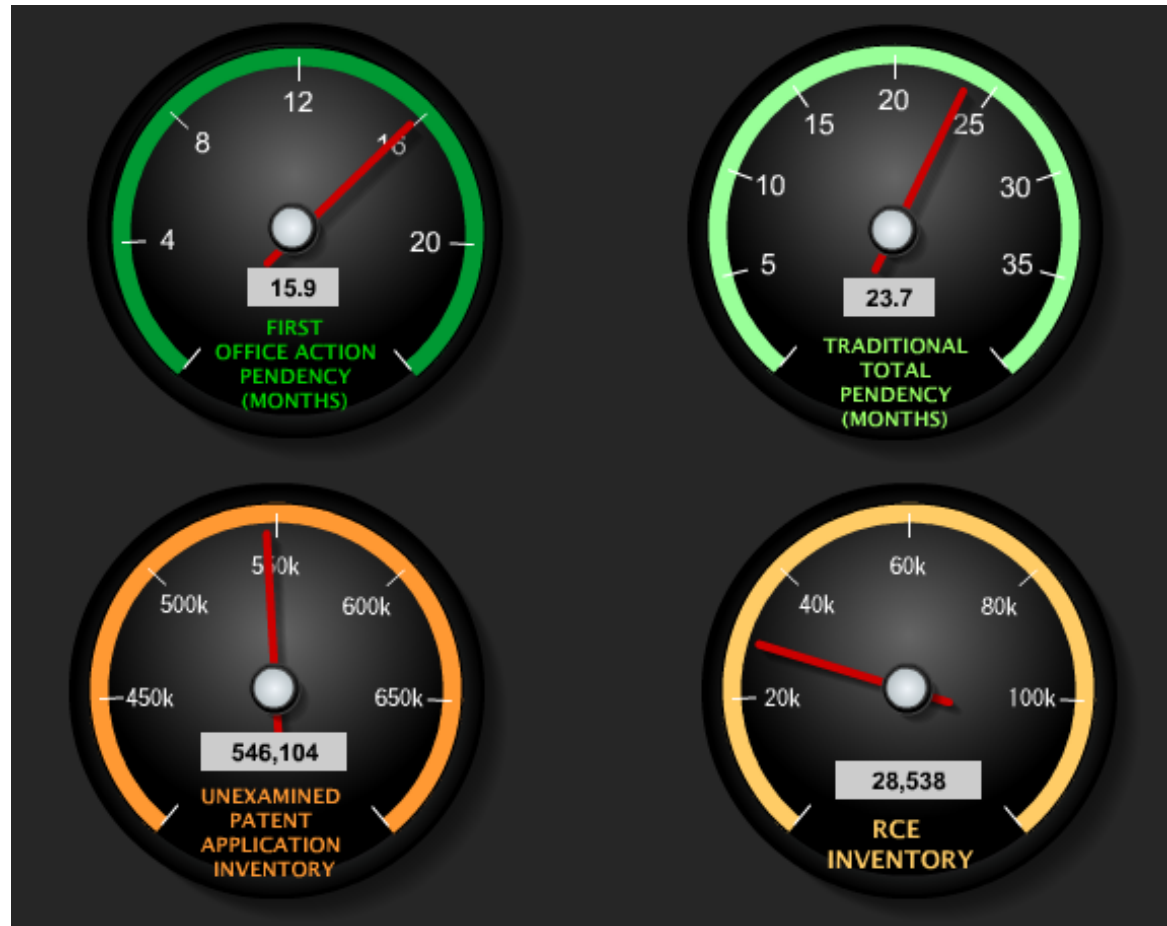 12
8
16
4
20
15.9
FIRST
OFFICE ACTION
PENDENCY
(MONTHS)
20
15
25
10
30
5
35
23.7
TRADITIONAL
TOTAL
PENDENCY
(MONTHS)
550k
500k
600k
450k
650k
546,104
UNEXAMINED
PATENT
APPLICATION
INVENTORY
60k
40k
80k
20k
100k
28,538
RCE
INVENTORY